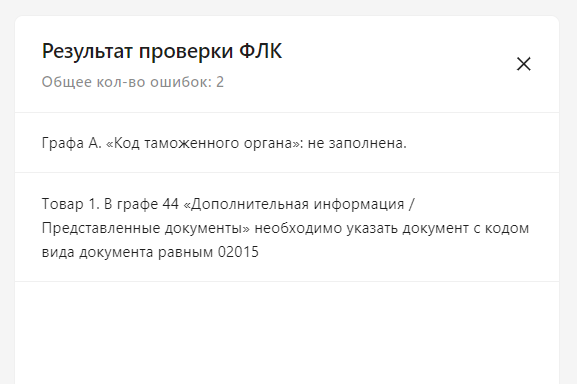 Результат проверки ФЛК
Общее кол-во ошибок: 2
Графа А. «Код таможенного органа»: не заполнена.
Товар 1. В графе 44 «Дополнительная информация /
Представленные документы» необходимо указать документ с кодом
вида документа равным 02015